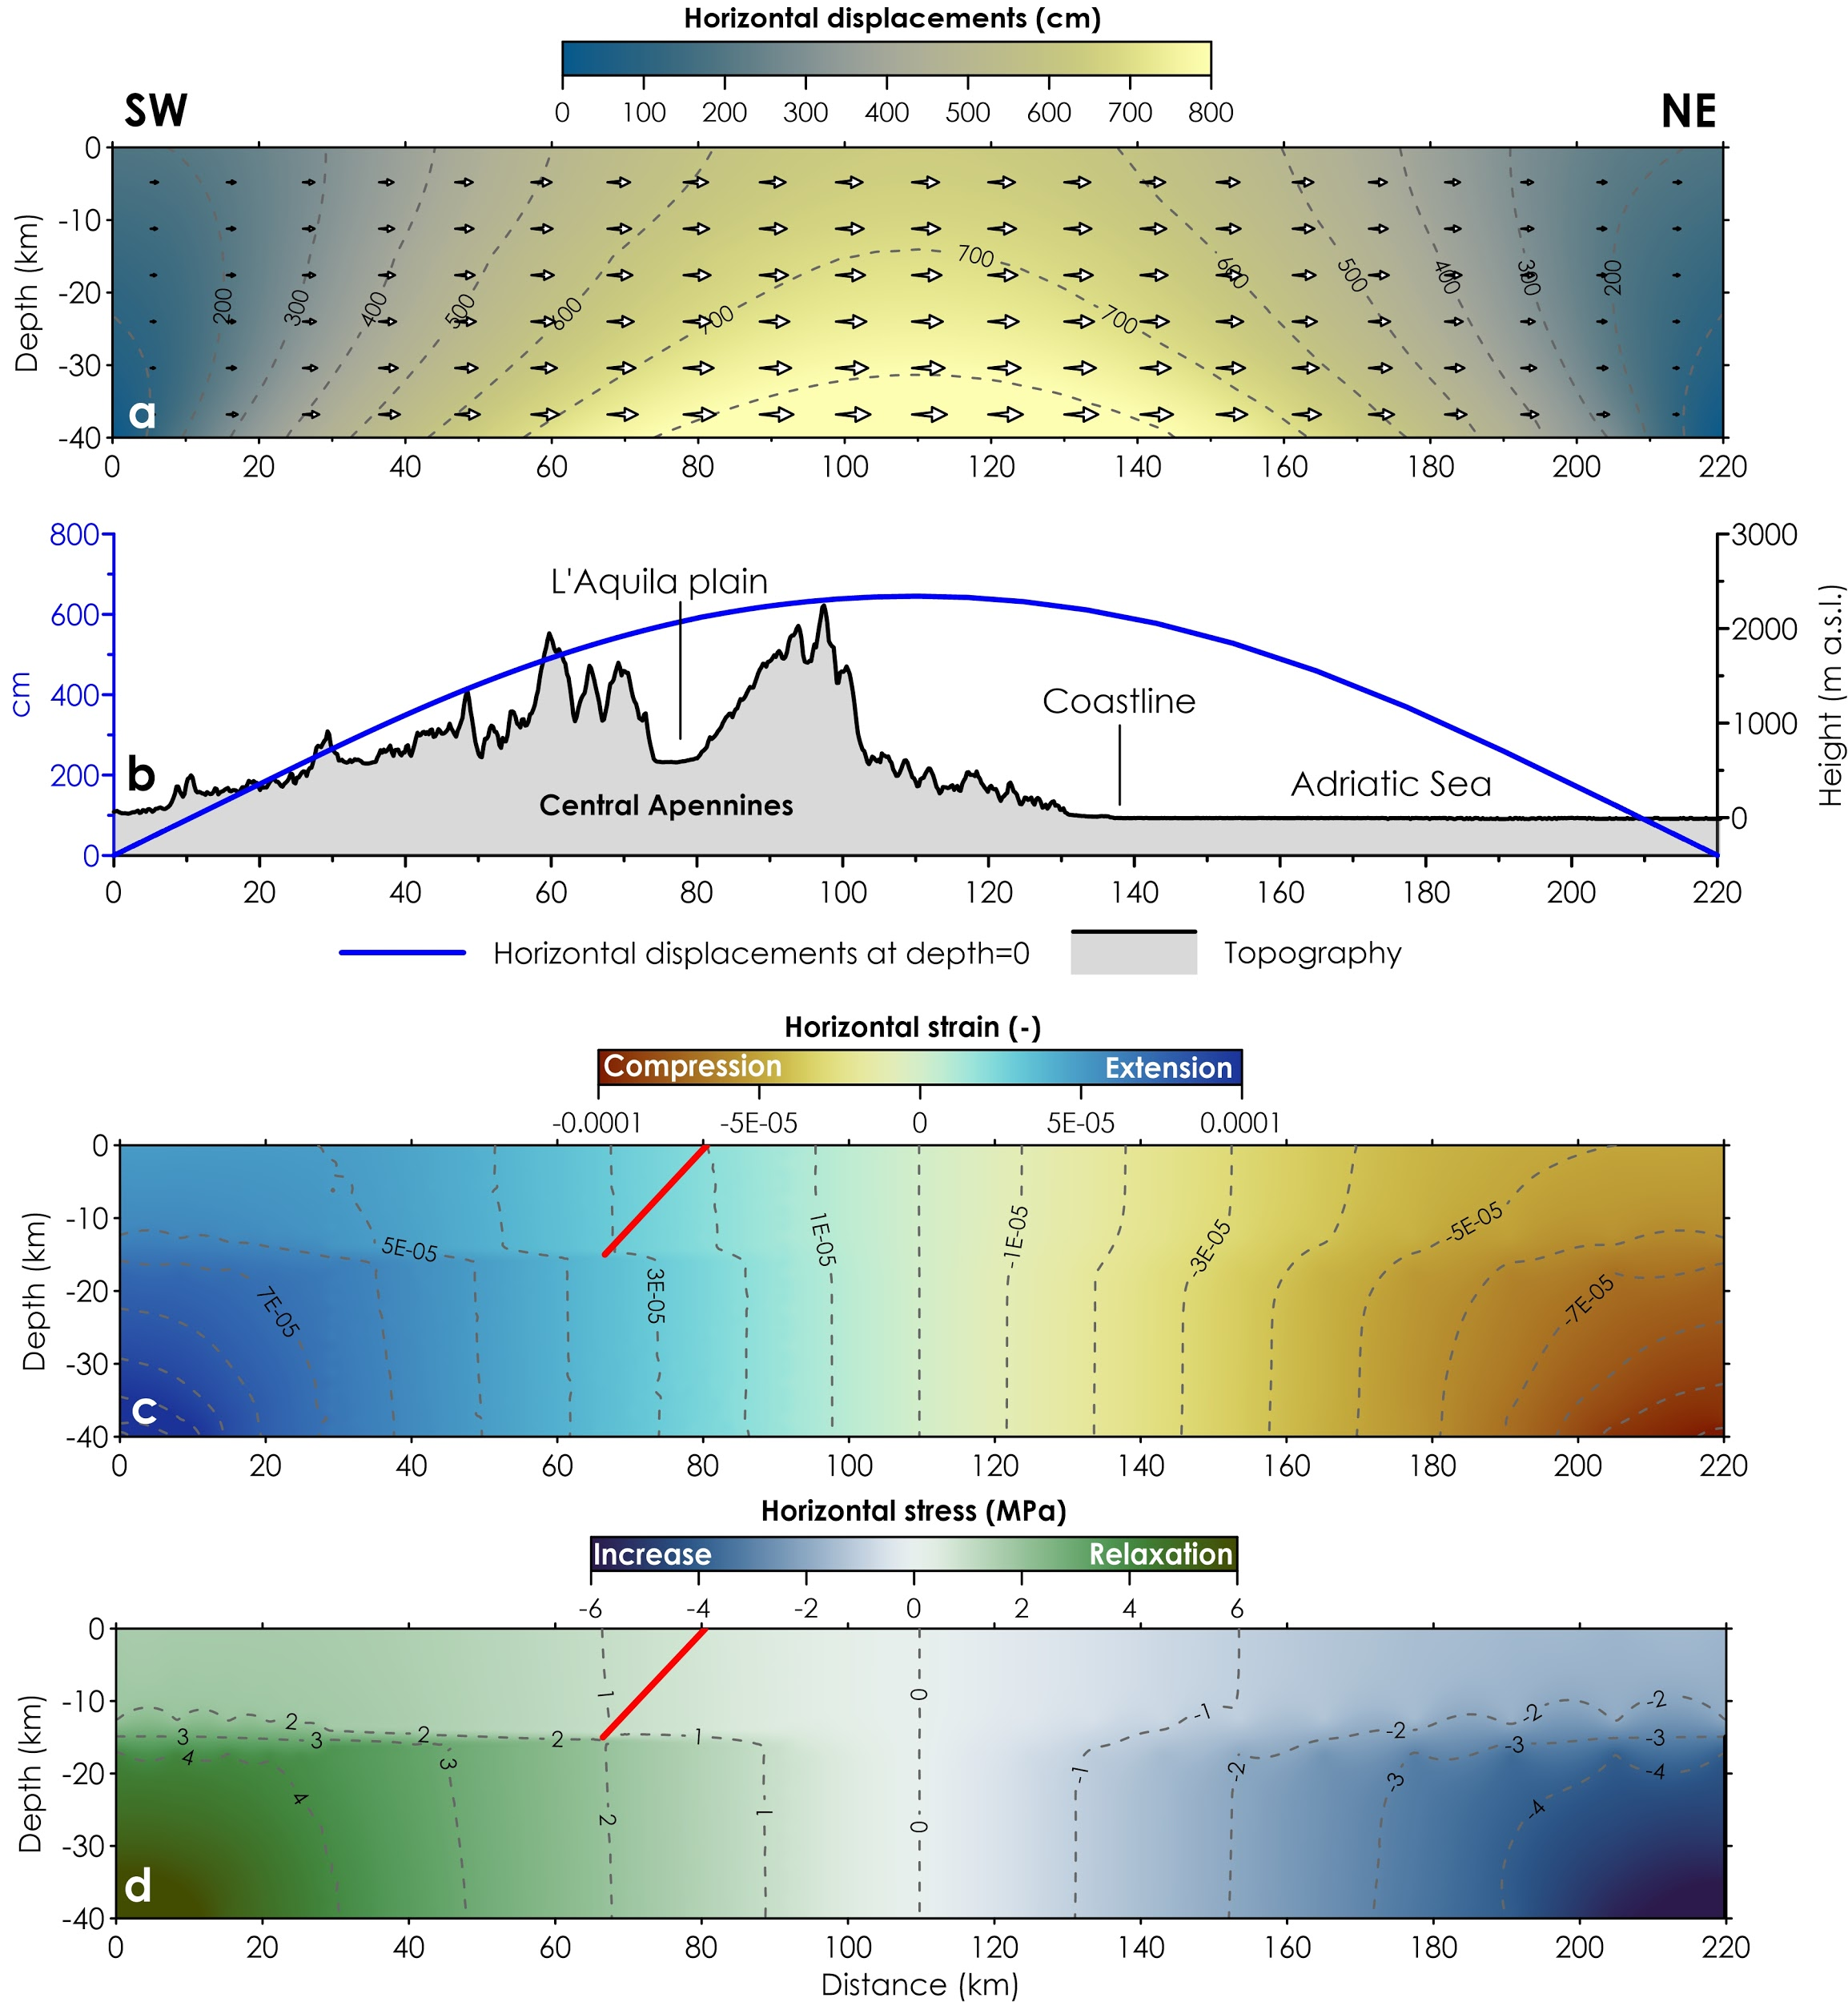 Horizontal displacements (cm)
0 100 200 300 400 500 600 700 800
SW NE
0
-10
-20
-30
-40
Depth (km)
700
200 300 400 500 600 700 700 600 500 400 300 200
a
0 20 40 60 80 100 120 140 160 180 200 220
800
600
400
200
0
cm
L'Aquila plain
Coastline
Adriatic Sea
Central Apennines
b
3000
2000
1000
0
Height (m a.s.l.)
0 20 40 60 80 100 120 140 160 180 200 220
Horizontal displacements at depth=0 Topography
Horizontal strain (-)
Compression Extension
-0.0001 -5E-05 0 5E-05 0.0001
0
-10
-20
-30
-40
Depth (km)
7E-05 5E-05 3E-05 1E-05 -1E-05 -3E-05 -5E-05 -7E-05
c
0 20 40 60 80 100 120 140 160 180 200 220
Horizontal stress (MPa)
Increase Relaxation
-6 -4 -2 0 2 4 6
0
-10
-20
-30
-40
Depth (km)
1 0 -1 -2 -2
2 2 2 1 -2
3 3 -3 -3
4 3 -1 -2 -3 -4
4 2 1 0 -4
d
0 20 40 60 80 100 120 140 160 180 200 220
Distance (km)